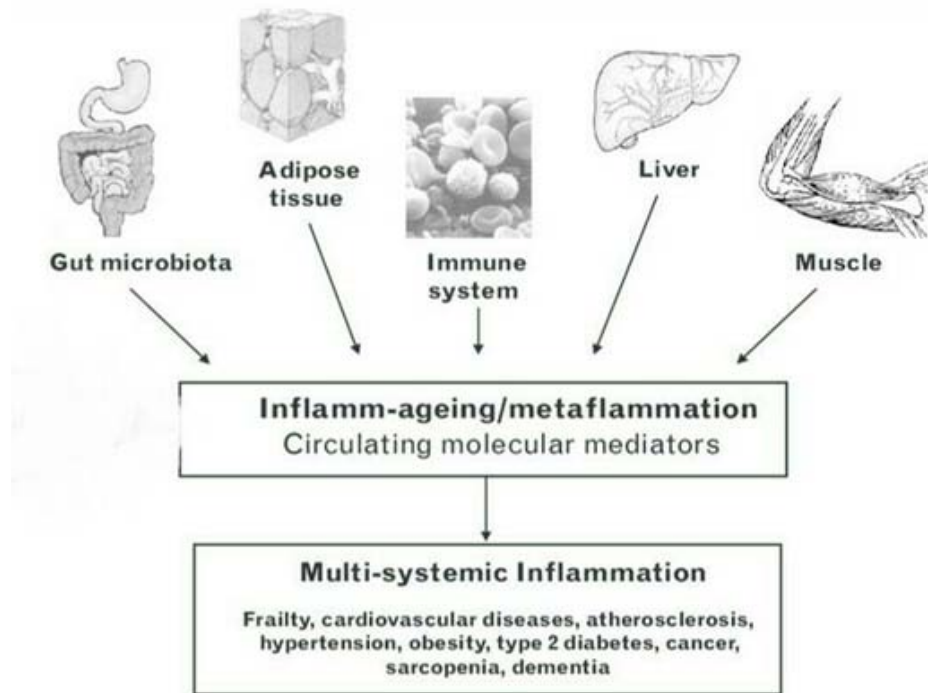 Gut microbiota
Adipose
tissue
Immune
system
Liver
Muscle
Inflamm-ageing/metaflammation
Circulating molecular mediators
Multi-systemic Inflammation
Frailty, cardiovascular diseases, atherosclerosis,
hypertension, obesity, type 2 diabetes, cancer,
sarcopenia, dementia